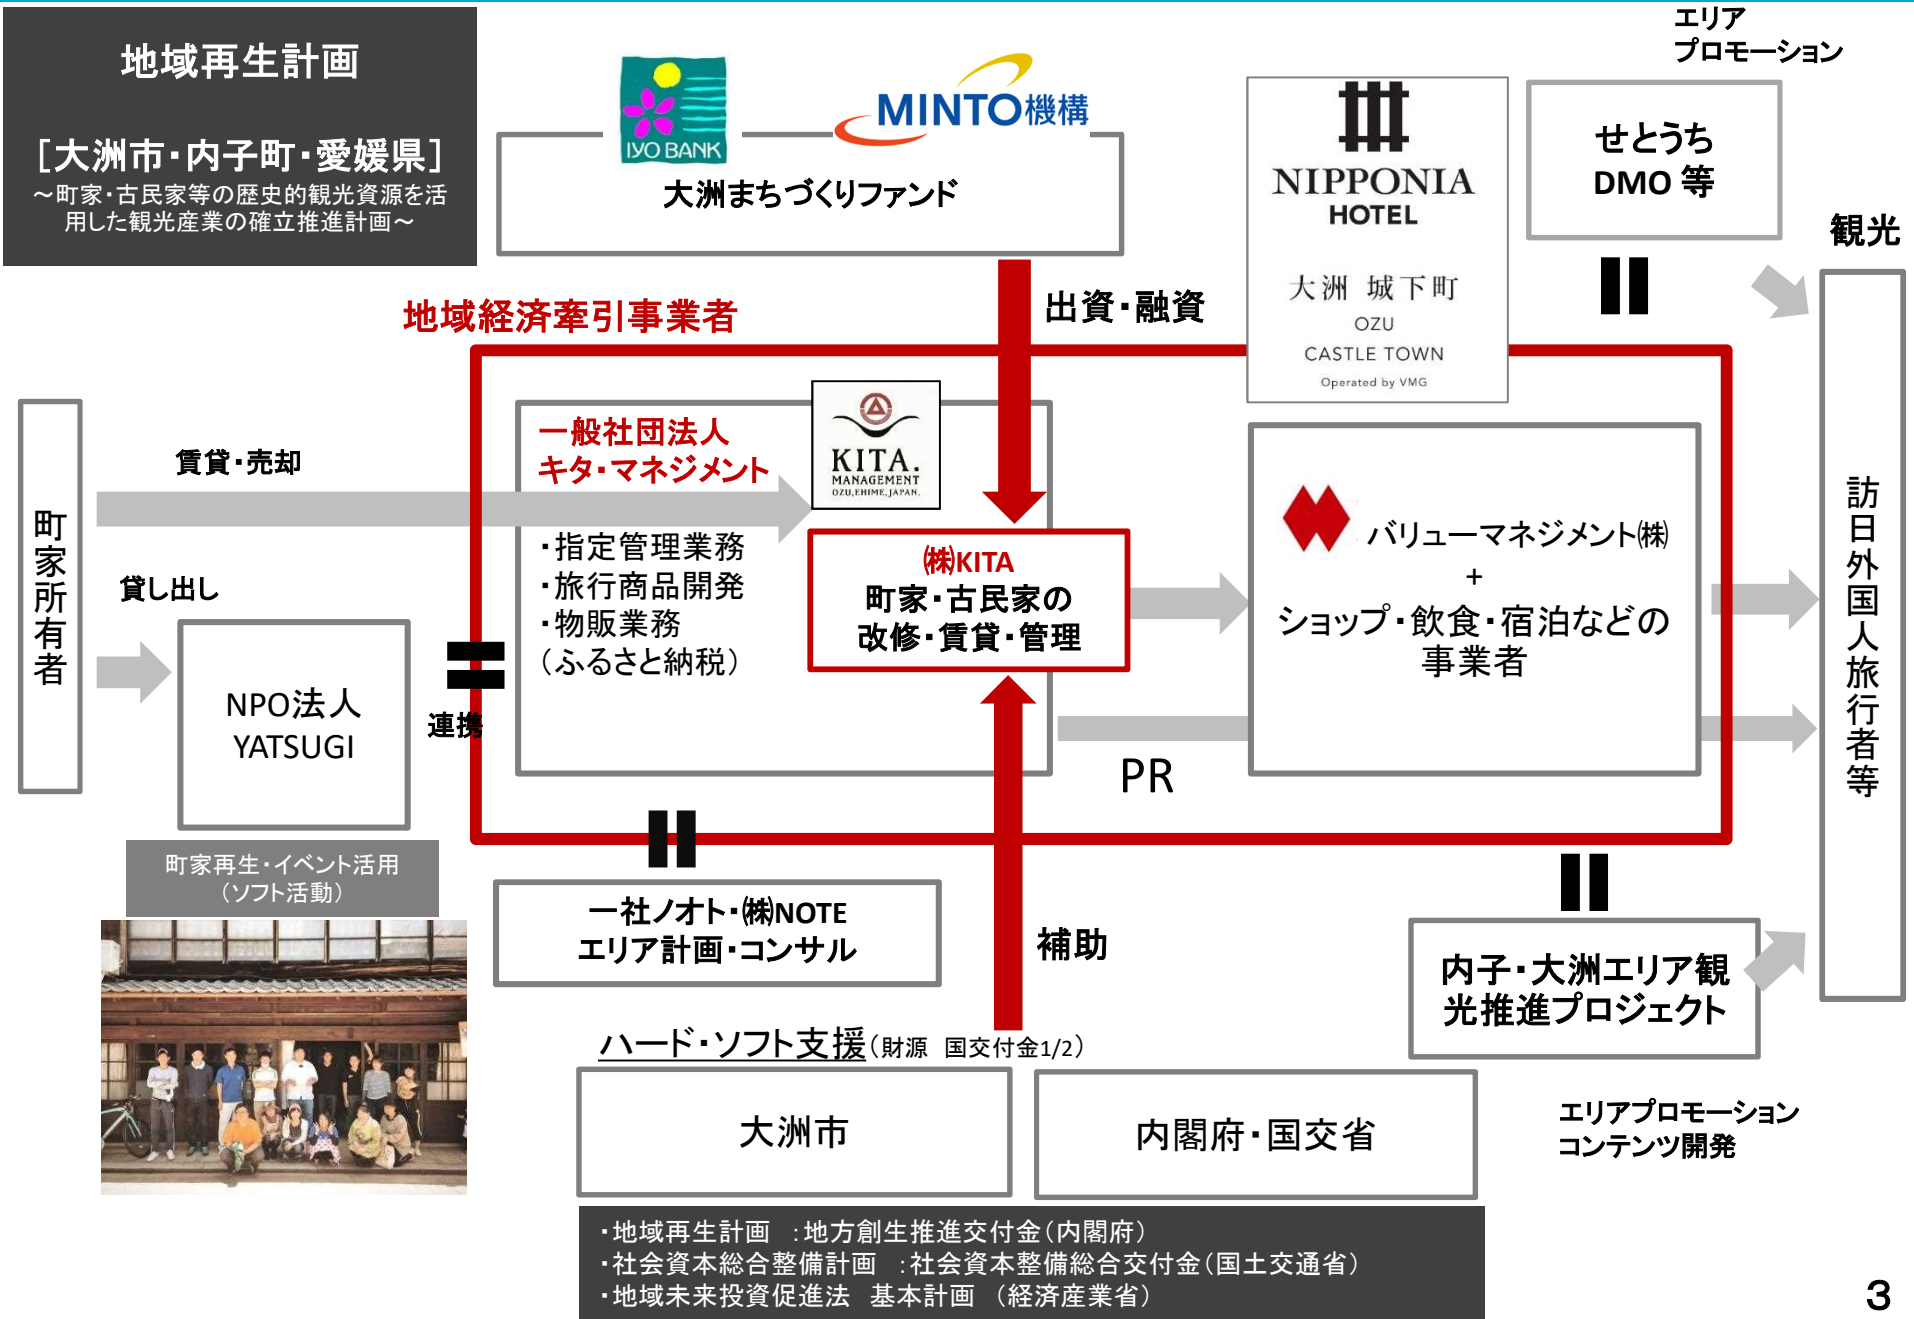 地域再生計画
［大洲市・内子町・愛媛県］
～町家・古民家等の歴史的観光資源を活
用した観光産業の確立推進計画～
IYO BANK
MINTO機構
大洲まちづくりファンド
出資・融資
NIPPONIA
HOTEL
大洲 城下町
OZU
CASTLE TOWN
Operated by VMG
エリア
プロモーション
せとうち
DMO 等
観光
訪日外国人旅行者等
地域経済牽引事業者
町家所有者
賃貸・売却
貸し出し
NPO法人
YATSUGI
連携
町家再生・イベント活用
（ソフト活動）
一般社団法人
キタ・マネジメント
KITA.
MANAGEMENT
OZU,EHIME,JAPAN.
・指定管理業務
・旅行商品開発
・物販業務
（ふるさと納税）
㈱KITA
町家・古民家の
改修・賃貸・管理
バリューマネジメント㈱
+
ショップ・飲食・宿泊などの
事業者
PR
一社ノオト・㈱NOTE
エリア計画・コンサル
補助
内子・大洲エリア観
光推進プロジェクト
エリアプロモーション
コンテンツ開発
ハード・ソフト支援（財源 国交付金1/2）
大洲市
内閣府・国交省
・地域再生計画 ：地方創生推進交付金（内閣府）
・社会資本総合整備計画 ：社会資本整備総合交付金（国土交通省）
・地域未来投資促進法 基本計画 （経済産業省）
3